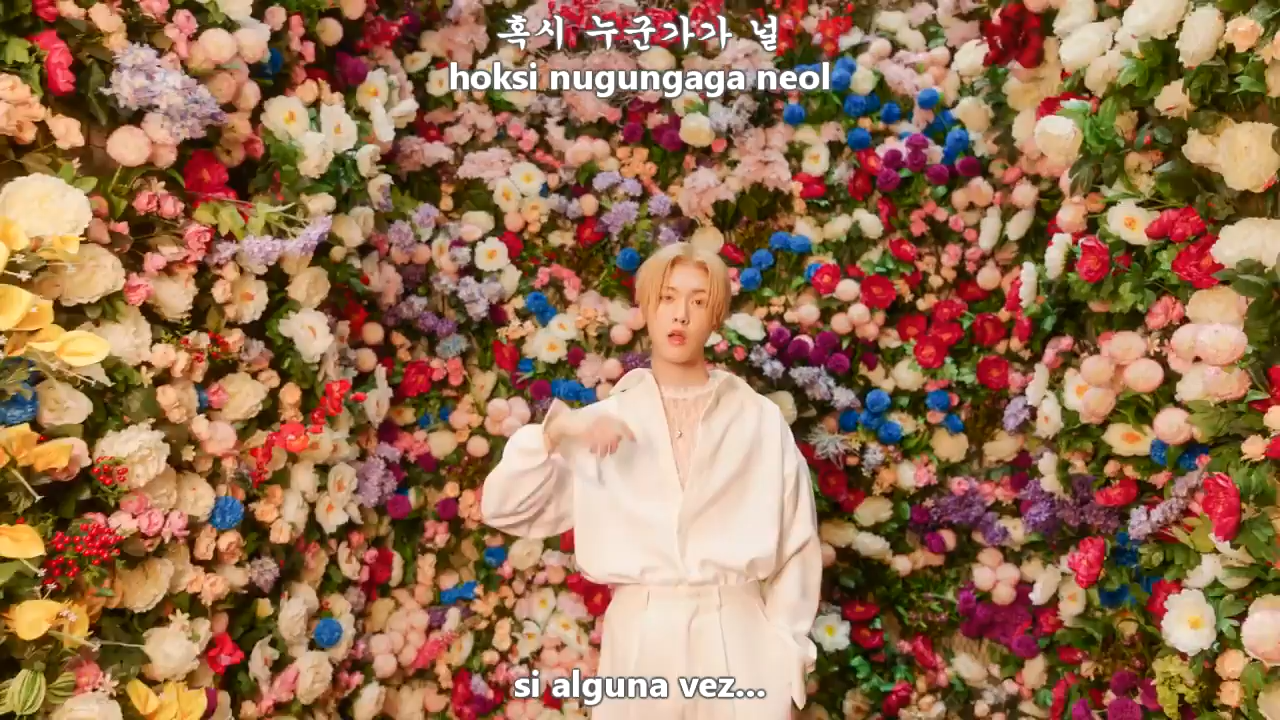 혹시 누군가가 널
hoksi nugungaga neol
si alguna vez...